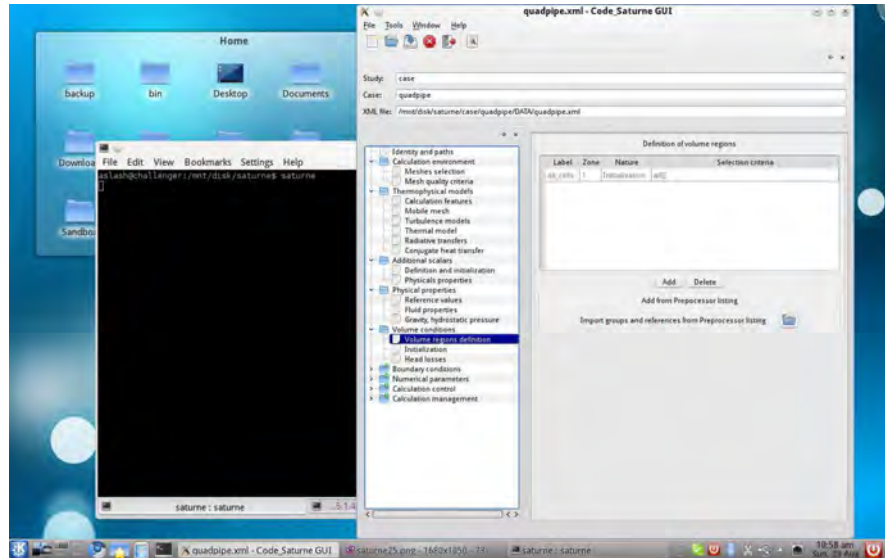 Home
backup
bin
Desktop
Documents
Sandbo
File Edit View Bookmarks Settings Help
aslash@challenger:/mnt/disk/saturne$ saturne
saturne : saturne
quadpipe.xml - Code_Saturne GUI
File Tools Window Help
Study: case
Case: quadpipe
XML file: /mnt/disk/saturne/case/quadpipe/DATA/quadpipe.xml
Identity and paths
Calculation environment
Meshes selection
Mesh quality criteria
Thermophysical models
Calculation features
Mobile mesh
Turbulence models
Thermal model
Radiative transfers
Conjugate heat transfer
Additional scalars
Definition and initialization
Physicals properties
Physical properties
Reference values
Fluid properties
Gravity, hydrostatic pressure
Volume conditions
Volume regions definition
Initialization
Head losses
Boundary conditions
Numerical parameters
Calculation control
Calculation management
Definition of volume regions
Label Zone Nature Selection criteria
all_cells 1 Initialization all[]
Add Delete
Add from Prepocessor listing
Import groups and references from Preprocessor listing
quadpipe.xml - Code_Saturne GUI
saturne25.png - 1680x1050 - 73
saturne : saturne
10:58 am